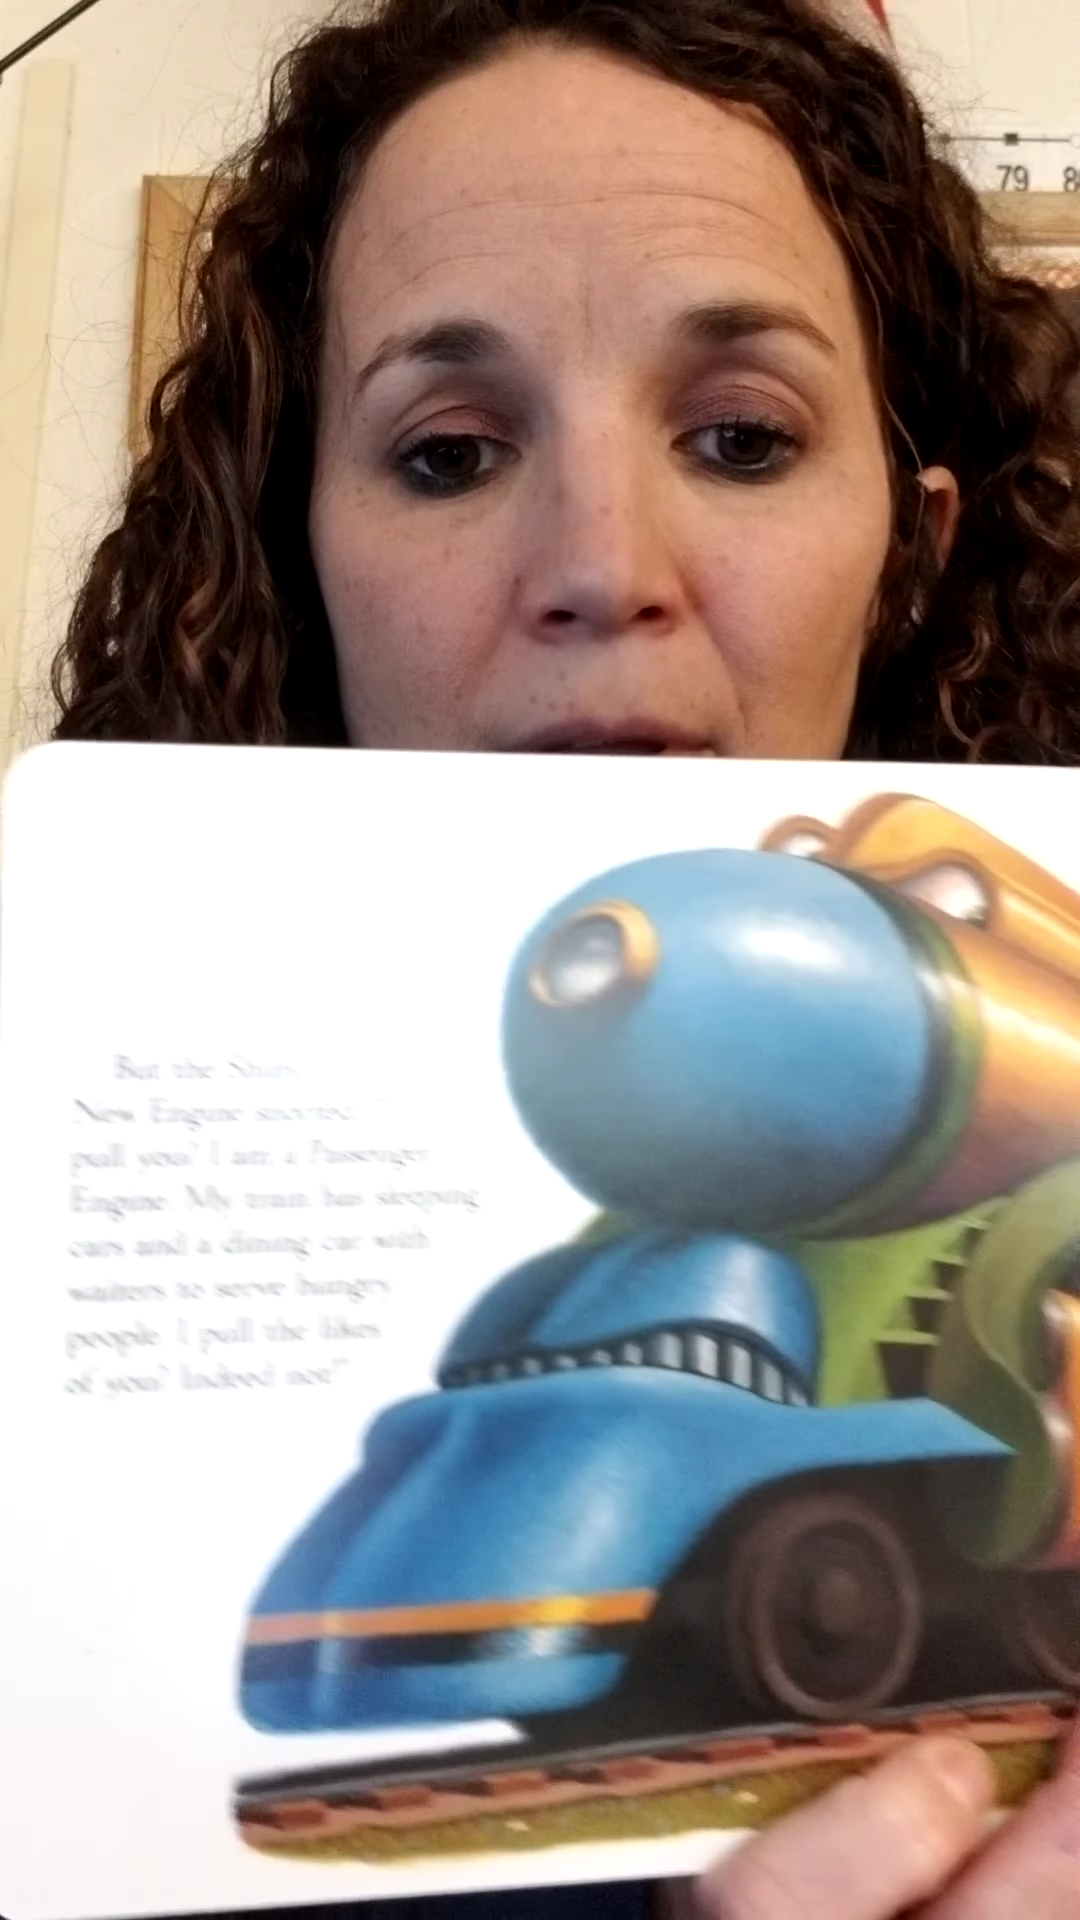 79 8
But the Shiny
New Engine snorted "I
pull you? I am a Passenger
Engine. My train has sleeping
cars and a dining car with
waiters to serve hungry
people. I pull the likes
of you? Indeed not!"